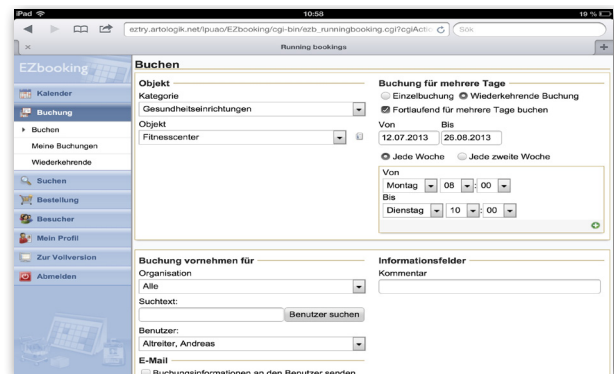 iPad 10:58 19 %
eztry.artologik.net/lpuao/EZbooking/cgi-bin/ezb_runningbooking.cgi?cgiActio Sök
Running bookings
EZbooking
Kalender
Buchung
Buchen
Meine Buchungen
Wiederkehrende
Suchen
Bestellung
Besucher
Mein Profil
Zur Vollversion
Abmelden
Buchen
Objekt
Kategorie
Gesundheitseinrichtungen
Objekt
Fitnesscenter
Buchung für mehrere Tage
Einzelbuchung Wiederkehrende Buchung
Fortlaufend für mehrere Tage buchen
Von Bis
12.07.2013 26.08.2013
Jede Woche Jede zweite Woche
Von
Montag 08 : 00
Bis
Dienstag 10 : 00
Buchung vornehmen für
Organisation
Alle
Suchtext:
Benutzer suchen
Benutzer:
Altreiter, Andreas
E-Mail
Buchungsinformationen an den Benutzer senden
Informationsfelder
Kommentar